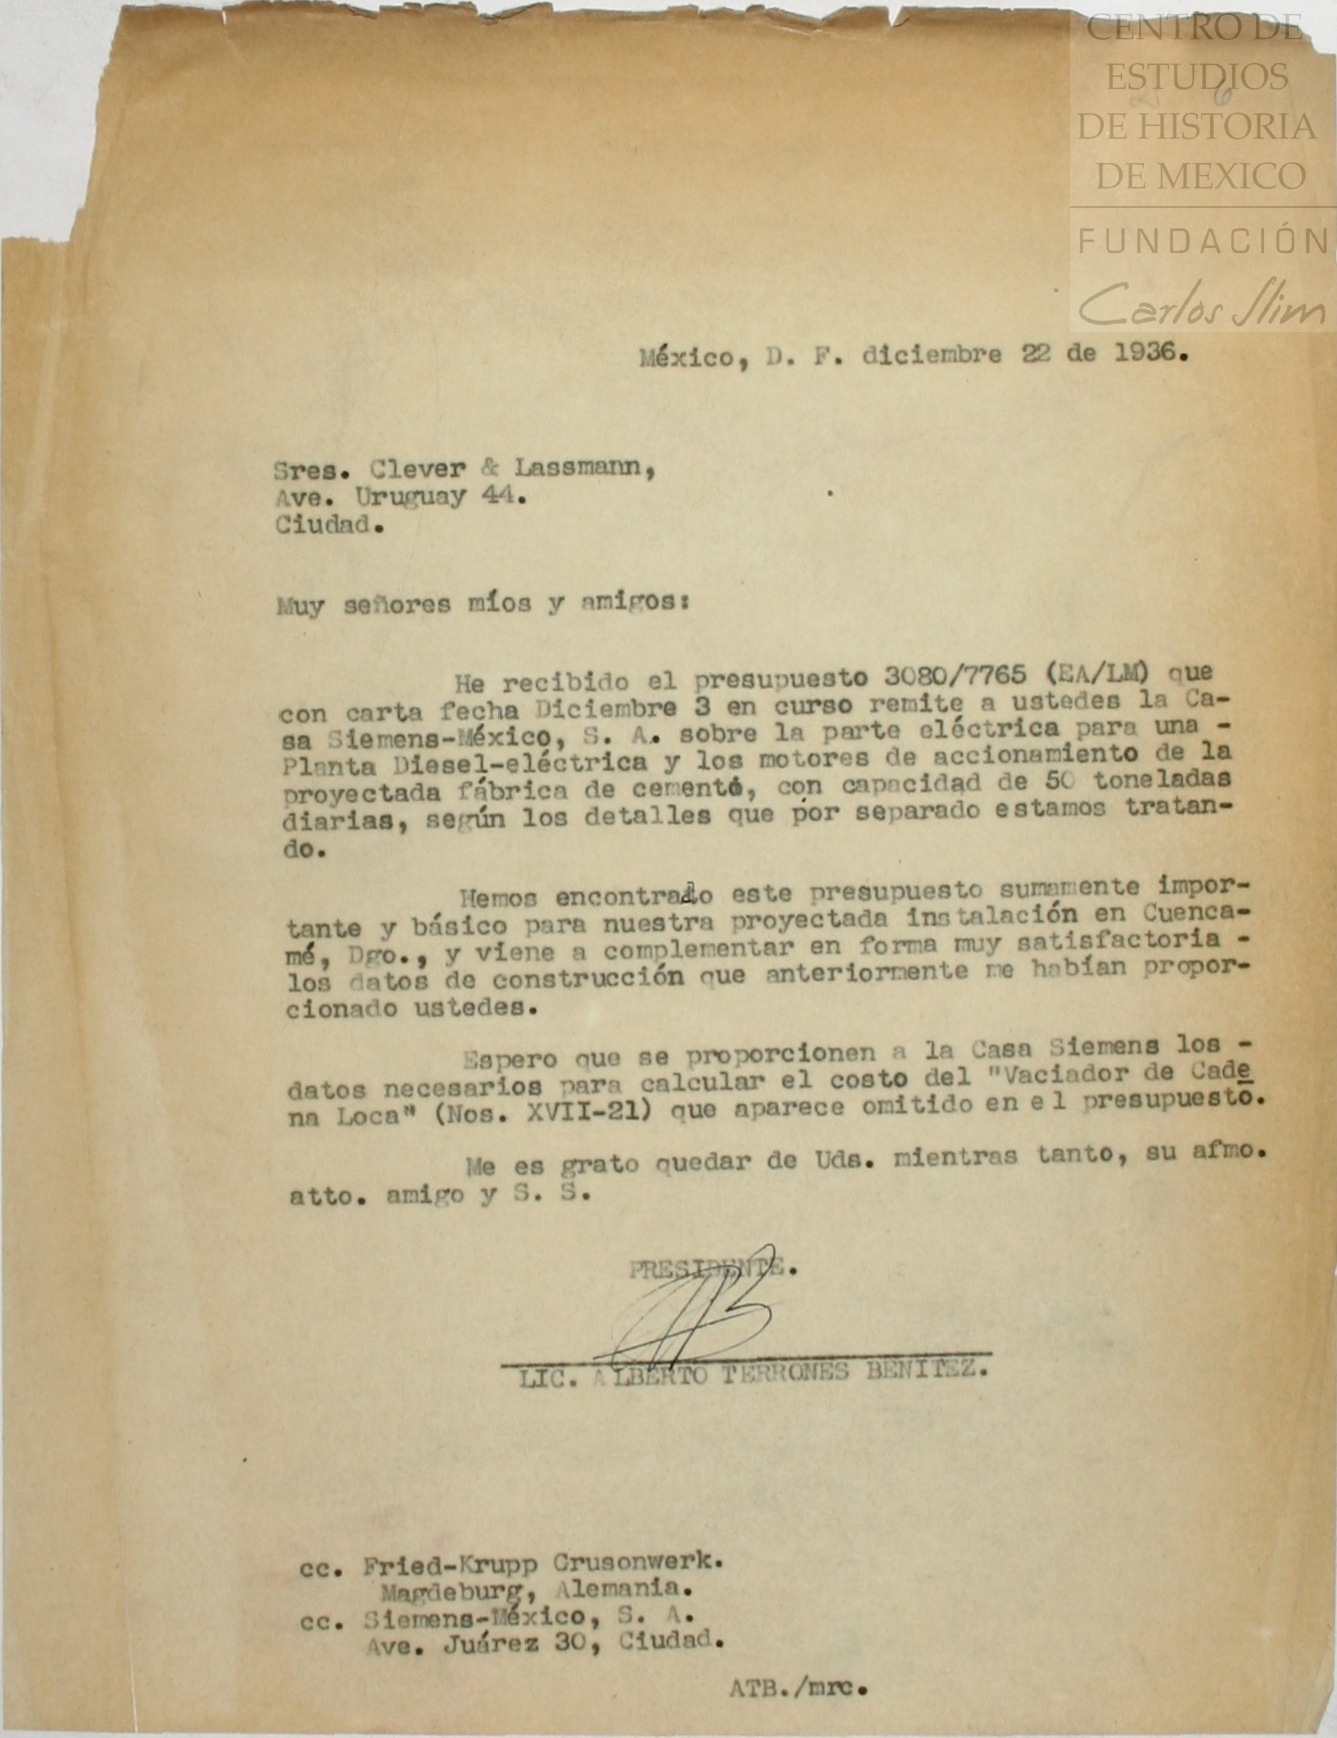 CENTRO DE
ESTUDIOS
DE HISTORIA
DE MEXICO
FUNDACIÓN
Carlos Slim
México, D. F. diciembre 22 de 1936.
Sres. Clever & Lassmann,
Ave. Uruguay 44.
Ciudad.
Muy señores míos y amigos:
He recibido el presupuesto 3080/7765 (EA/LM) que
con carta fecha Diciembre 3 en curso remite a ustedes la Ca-
sa Siemens-México, S. A. sobre la parte eléctrica para una -
Planta Diesel-eléctrica y los motores de accionamiento de la
proyectada fábrica de cemento, con capacidad de 50 toneladas
diarias, según los detalles que por separado estamos tratan-
do.
Hemos encontrado este presupuesto sumamente impor-
tante y básico para nuestra proyectada instalación en Cuenca-
mé, Dgo., y viene a complementar en forma muy satisfactoria -
los datos de construcción que anteriormente me habían propor-
cionado ustedes.
Espero que se proporcionen a la Casa Siemens los -
datos necesarios para calcular el costo del "Vaciador de Cade
na Loca" (Nos. XVII-21) que aparece omitido en el presupuesto.
Me es grato quedar de Uds. mientras tanto, su afmo.
atto. amigo y S. S.
PRESIDENTE.
LIC. ALBERTO TERRONES BENITEZ.
cc. Fried-Krupp Grusonwerk.
Magdeburg, Alemania.
cc. Siemens-México, S. A.
Ave. Juárez 30, Ciudad.
ATB./mrc.